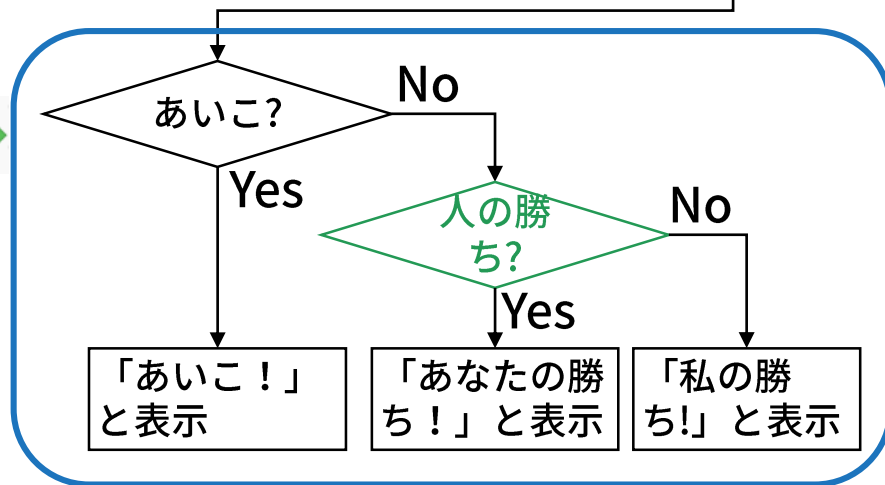 あいこ?
No
Yes
人の勝
ち?
No
Yes
「あいこ！」
と表示
「あなたの勝
ち！」と表示
「私の勝
ち!」と表示